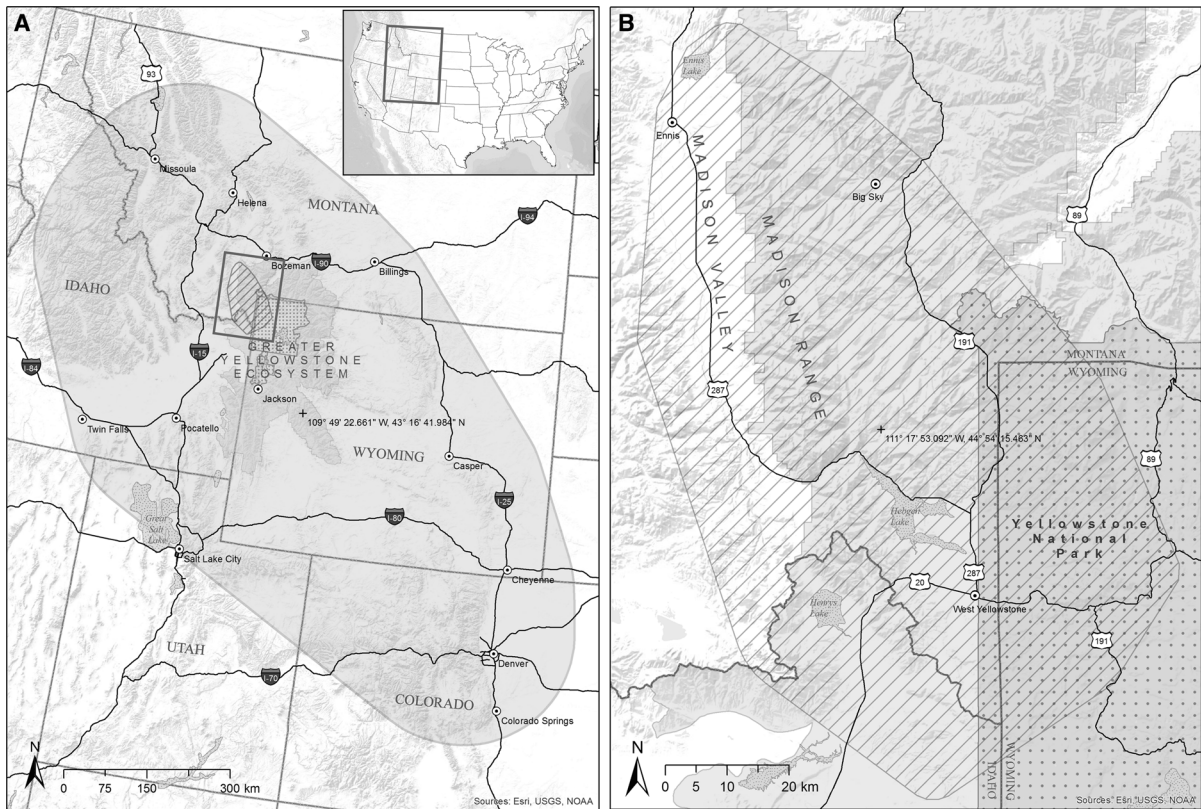 A
93
Missoula
Helena
MONTANA
I-94
Bozeman
I-90
Billings
IDAHO
I-15
GREATER
YELLOWSTONE
ECOSYSTEM
I-84
Jackson
109° 49' 22.661" W, 43° 16' 41.984" N
Twin Falls
Pocatello
WYOMING
Casper
I-25
Great
Salt
Lake
I-80
Salt Lake City
Cheyenne
UTAH
Denver
I-70
COLORADO
Colorado Springs
N
0 75 150 300 km
Sources: Esri, USGS, NOAA
B
Ennis
Lake
Ennis
MADISON VALLEY
MADISON RANGE
Big Sky
89
191
MONTANA
WYOMING
287
111° 17' 53.092" W, 44° 54' 15.463" N
89
Hebgen
Lake
Yellowstone
National
Park
287
20
Henrys
Lake
West Yellowstone
191
WYOMING
IDAHO
N
0 5 10 20 km
Sources: Esri, USGS, NOAA